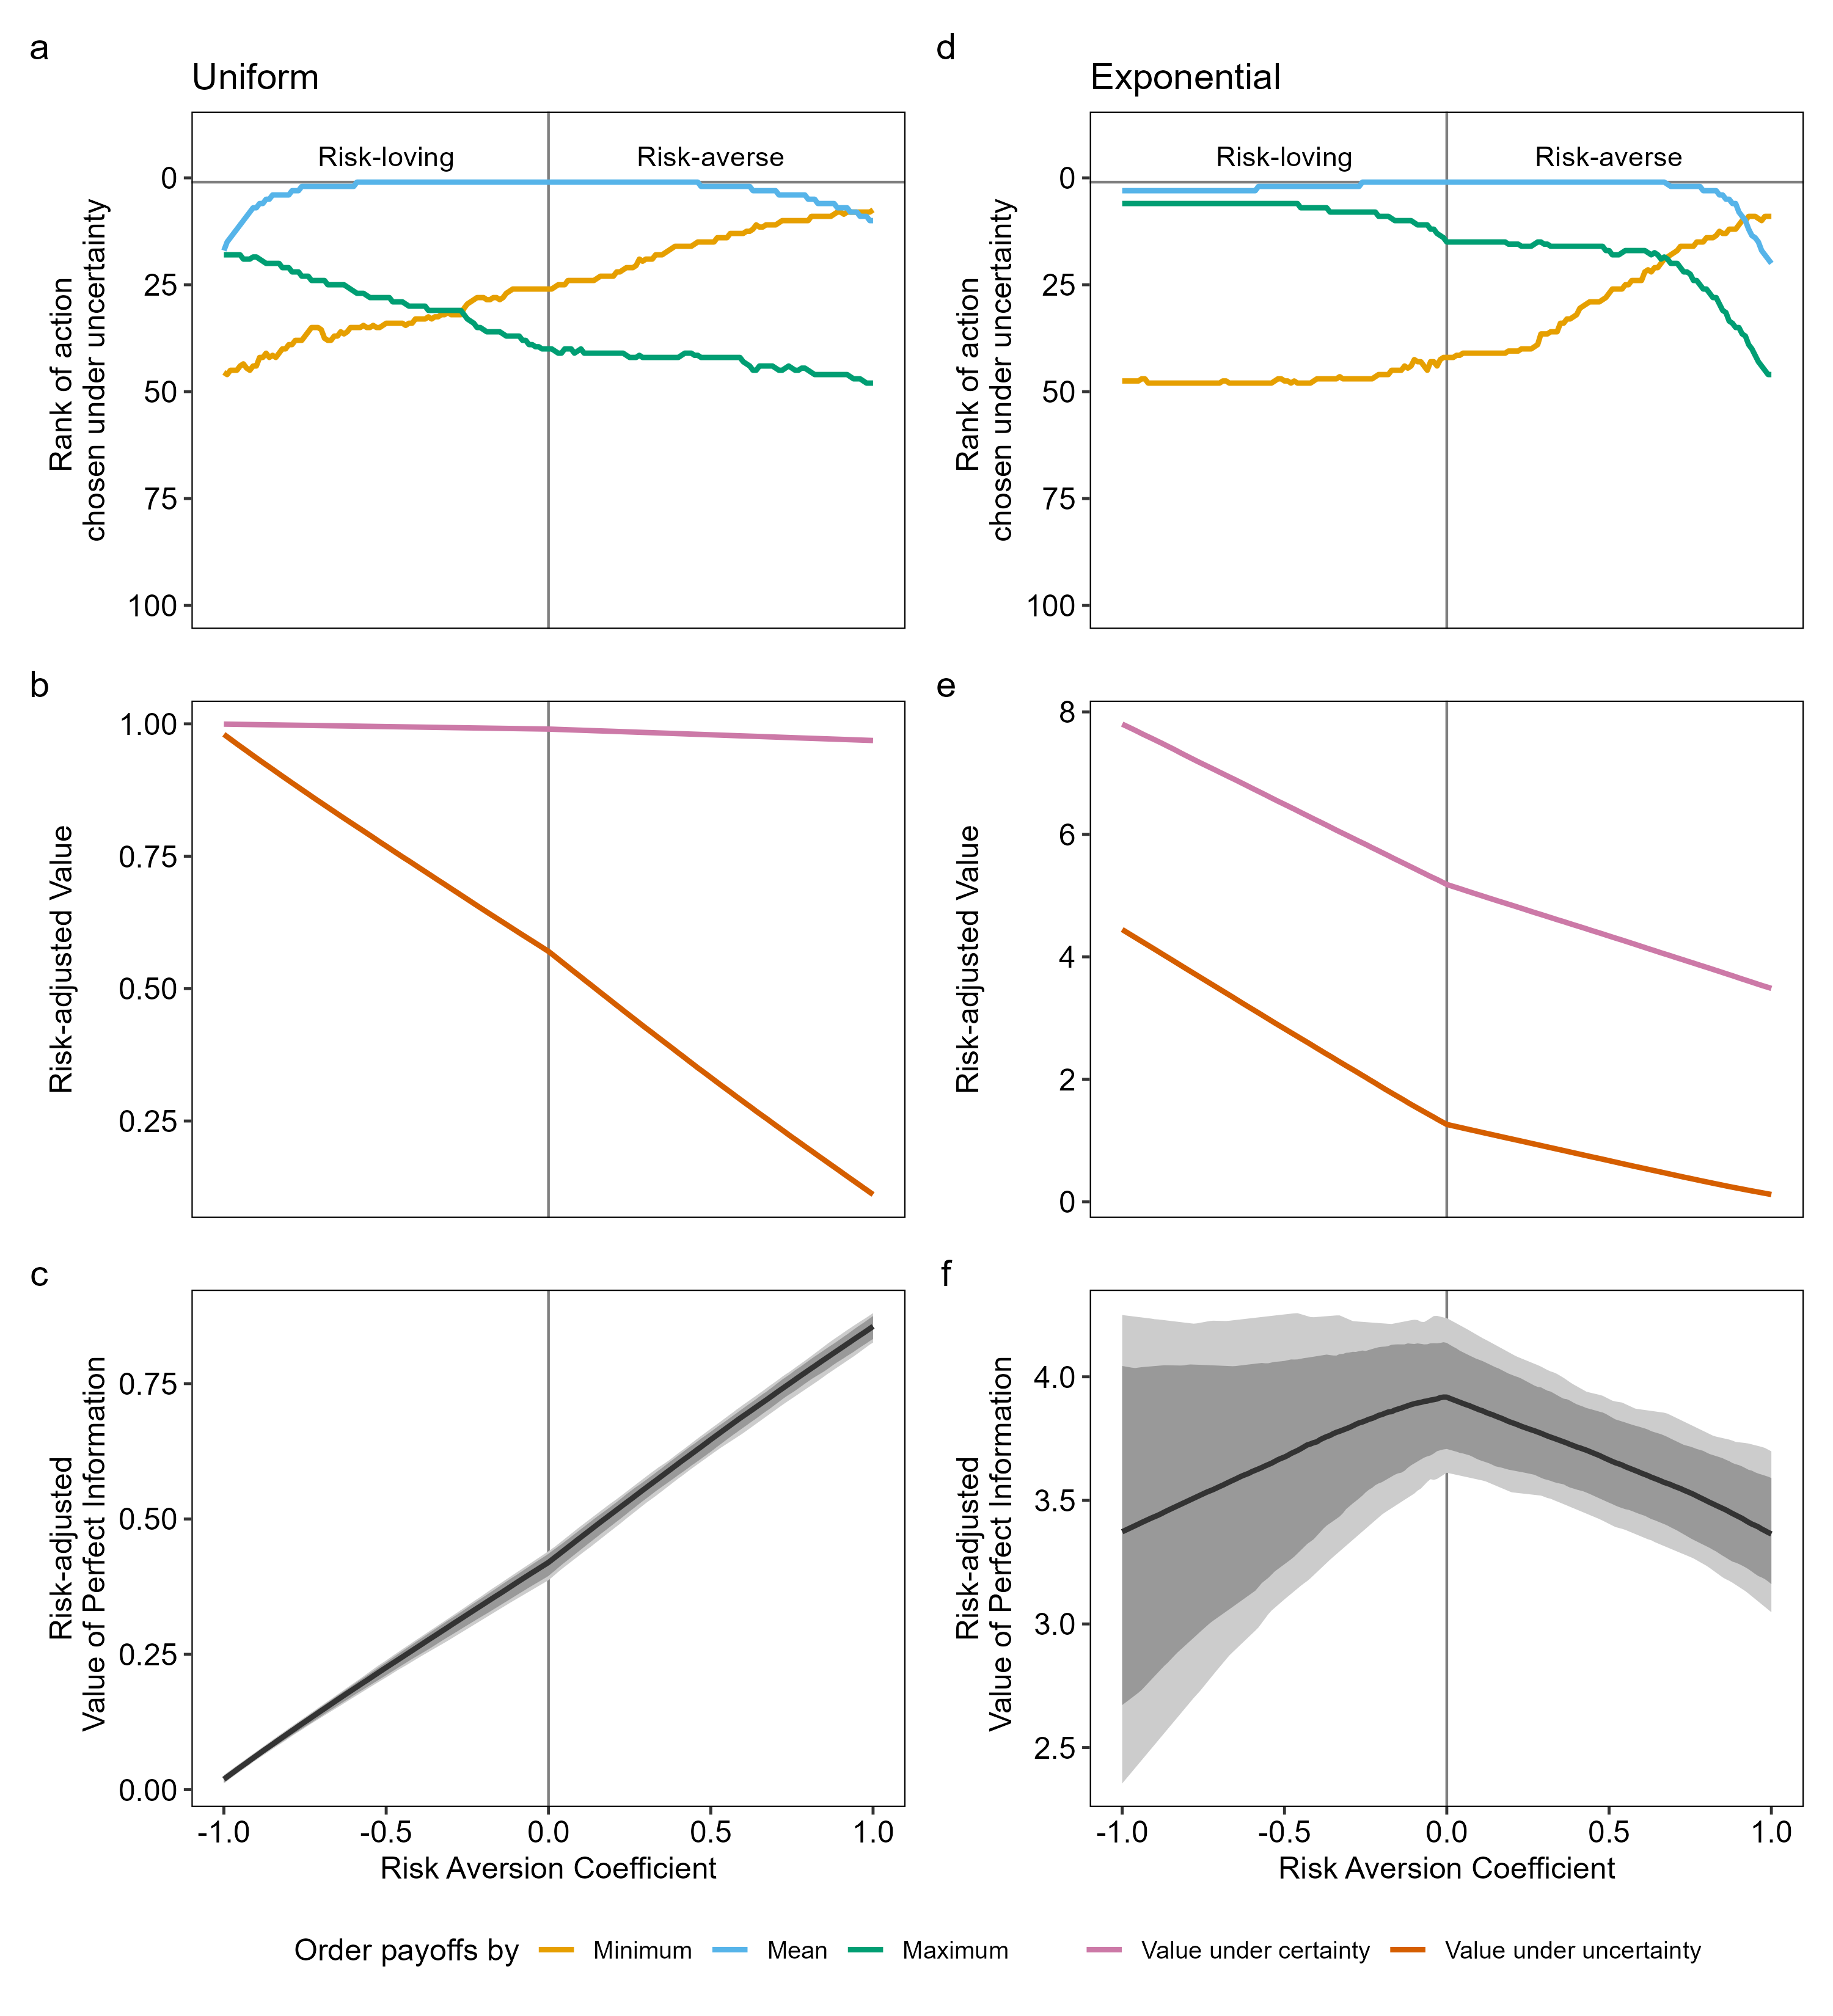 a
Uniform
Risk-loving
Risk-averse
0
25
50
75
100
Rank of action
chosen under uncertainty
d
Exponential
Risk-loving
Risk-averse
0
25
50
75
100
Rank of action
chosen under uncertainty
b
1.00
0.75
0.50
0.25
Risk-adjusted Value
e
8
6
4
2
0
Risk-adjusted Value
c
0.75
0.50
0.25
0.00
Risk-adjusted
Value of Perfect Information
-1.0 -0.5 0.0 0.5 1.0
Risk Aversion Coefficient
f
4.0
3.5
3.0
2.5
Risk-adjusted
Value of Perfect Information
-1.0 -0.5 0.0 0.5 1.0
Risk Aversion Coefficient
Order payoffs by Minimum Mean Maximum Value under certainty Value under uncertainty